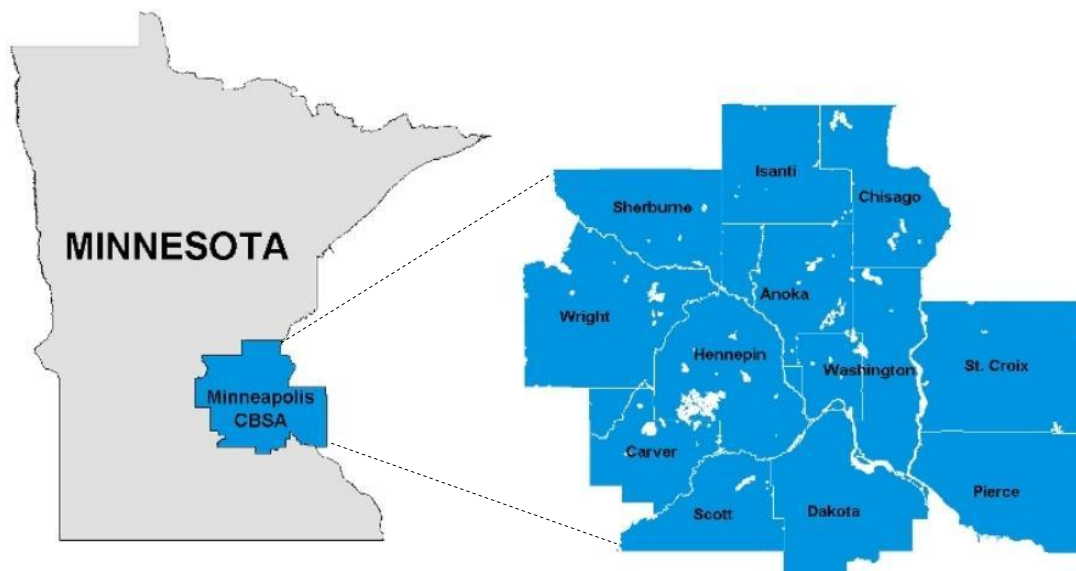 MINNESOTA
Minneapolis
CBSA
Isanti
Chisago
Sherburne
Anoka
Wright
Hennepin
Washington
St. Croix
Carver
Scott
Dakota
Pierce